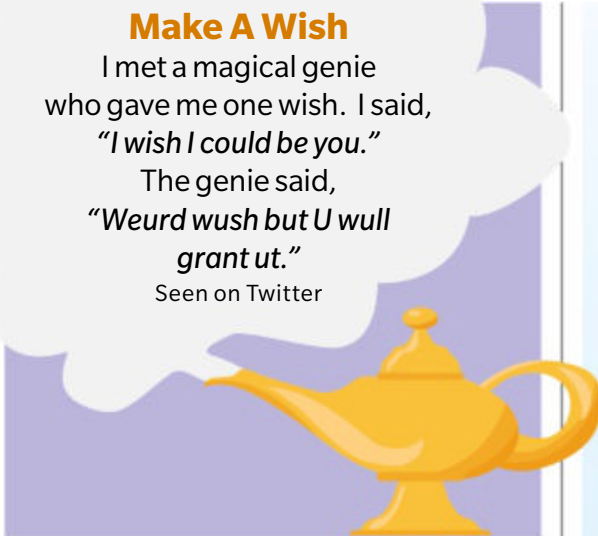 Make A Wish
I met a magical genie
who gave me one wish. I said,
“I wish I could be you.”
The genie said,
“Weurd wush but U wull
grant ut.”
Seen on Twitter